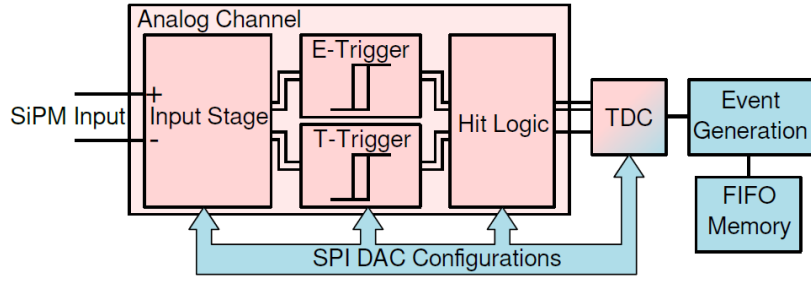 Analog Channel
SiPM Input
+
-
Input Stage
E-Trigger
T-Trigger
Hit Logic
TDC
Event
Generation
FIFO
Memory
SPI DAC Configurations